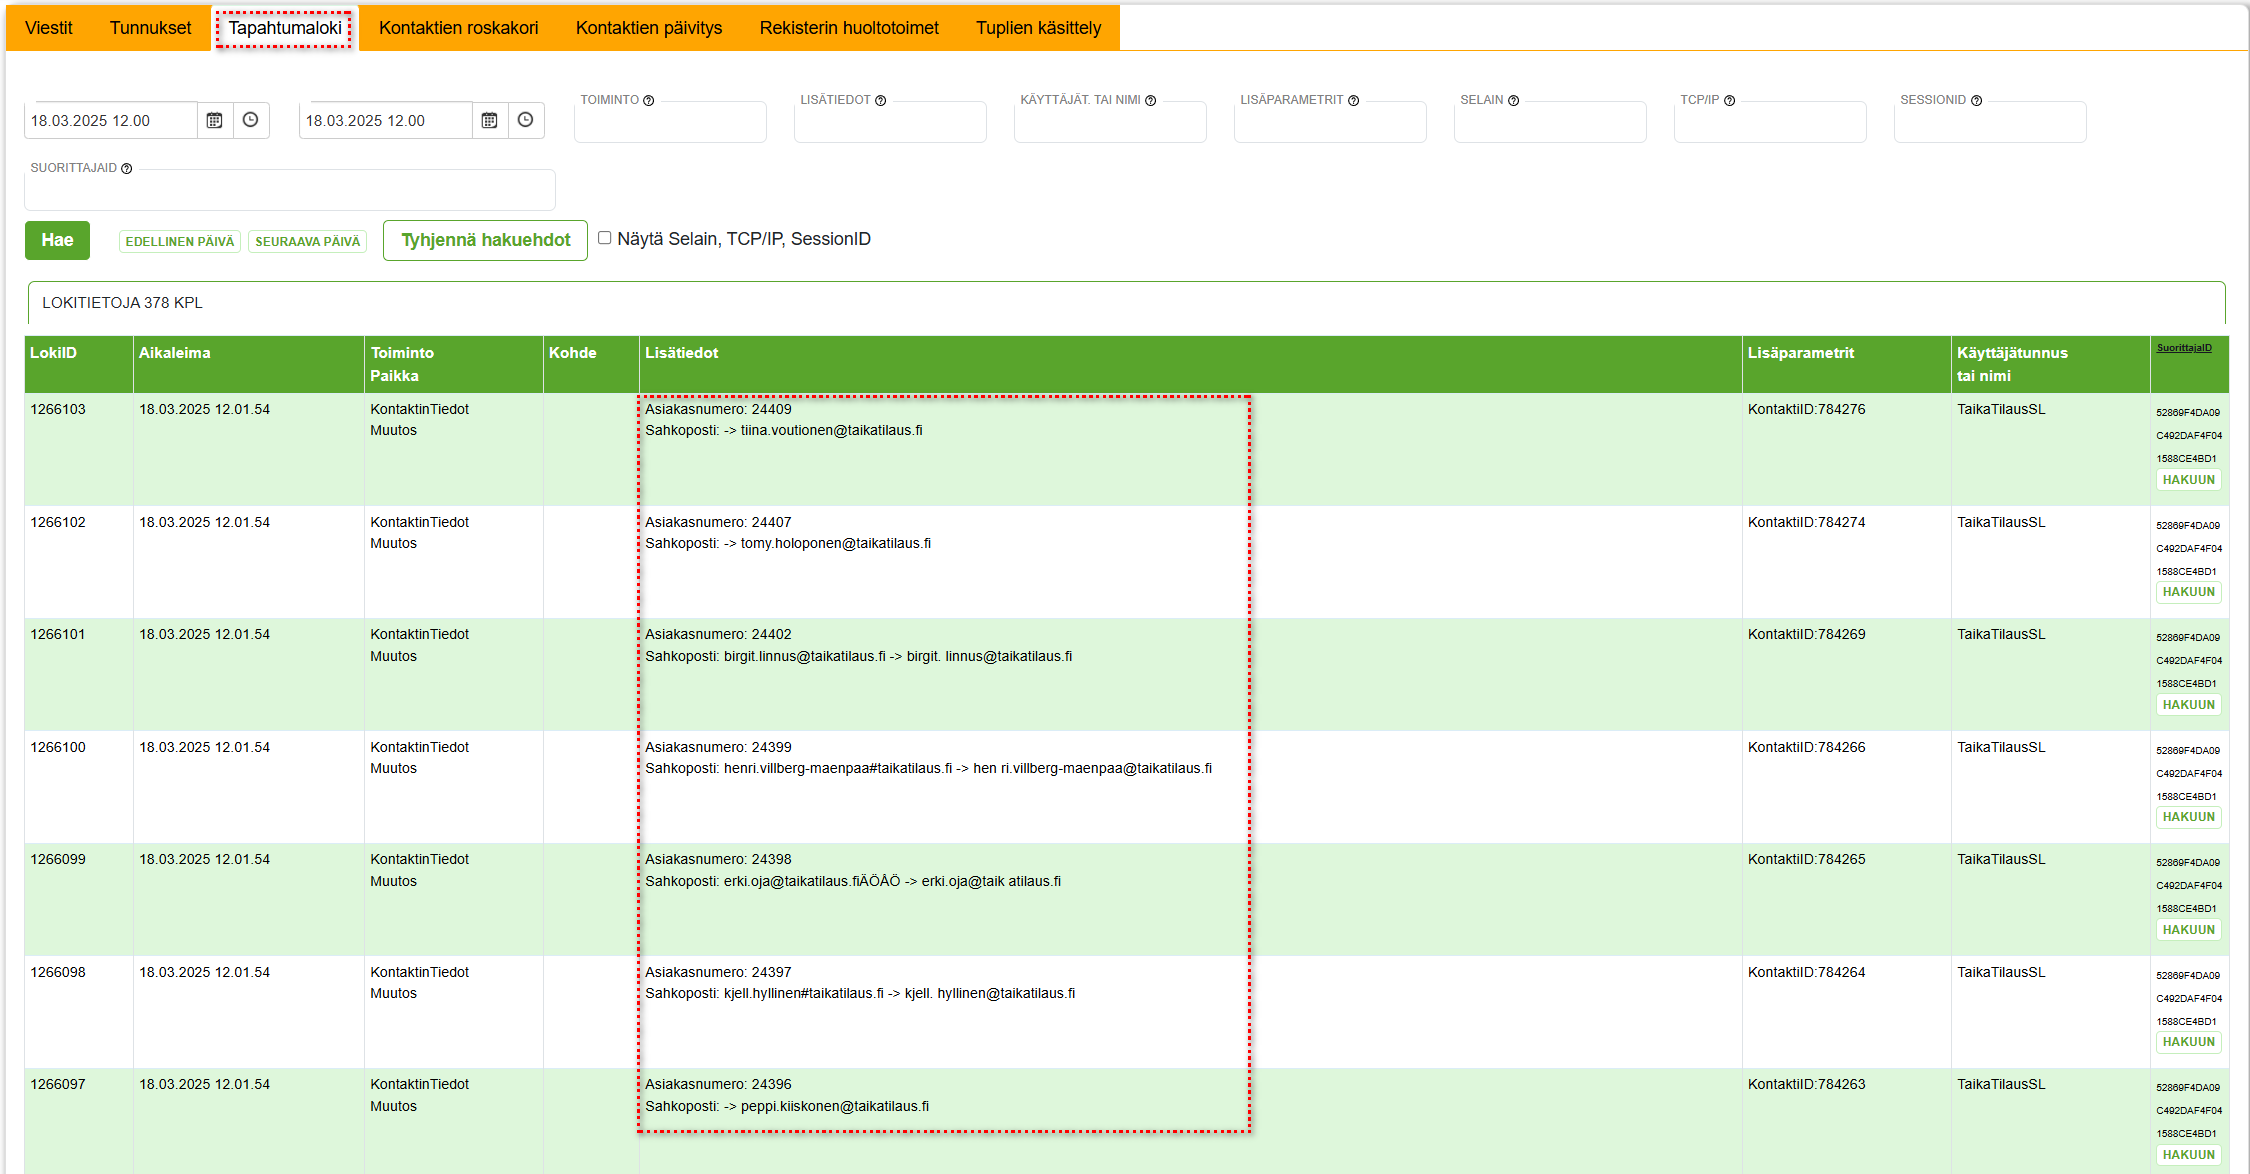 Viestit Tunnukset Tapahtumaloki Kontaktien roskakori Kontaktien päivitys Rekisterin huoltotoimet Tuplien käsittely
TOIMINTO LISÄTIEDOT KÄYTTÄJÄT. TAI NIMI LISÄPARAMETRIT SELAIN TCP/IP SESSIONID
18.03.2025 12.00 18.03.2025 12.00
SUORITTAJAID
Hae EDELLINEN PÄIVÄ SEURAAVA PÄIVÄ Tyhjennä hakuehdot Näytä Selain, TCP/IP, SessionID
LOKITIETOJA 378 KPL
LokiID Aikaleima Toiminto Kohde Lisätiedot Lisäparametrit Käyttäjätunnus SuorittajaID
Paikka tai nimi
1266103 18.03.2025 12.01.54 KontaktinTiedot Asiakasnumero: 24409 KontaktiID:784276 TaikaTilausSL 52869F4DA09
Muutos Sahkoposti: -> tiina.voutionen@taikatilaus.fi C492DAF4F04
1588CE4BD1
HAKUUN
1266102 18.03.2025 12.01.54 KontaktinTiedot Asiakasnumero: 24407 KontaktiID:784274 TaikaTilausSL 52869F4DA09
Muutos Sahkoposti: -> tomy.holoponen@taikatilaus.fi C492DAF4F04
1588CE4BD1
HAKUUN
1266101 18.03.2025 12.01.54 KontaktinTiedot Asiakasnumero: 24402 KontaktiID:784269 TaikaTilausSL 52869F4DA09
Muutos Sahkoposti: birgit.linnus@taikatilaus.fi -> birgit. linnus@taikatilaus.fi C492DAF4F04
1588CE4BD1
HAKUUN
1266100 18.03.2025 12.01.54 KontaktinTiedot Asiakasnumero: 24399 KontaktiID:784266 TaikaTilausSL 52869F4DA09
Muutos Sahkoposti: henri.villberg-maenpaa#taikatilaus.fi -> hen ri.villberg-maenpaa@taikatilaus.fi C492DAF4F04
1588CE4BD1
HAKUUN
1266099 18.03.2025 12.01.54 KontaktinTiedot Asiakasnumero: 24398 KontaktiID:784265 TaikaTilausSL 52869F4DA09
Muutos Sahkoposti: erki.oja@taikatilaus.fiÄÖÅÖ -> erki.oja@taik atilaus.fi C492DAF4F04
1588CE4BD1
HAKUUN
1266098 18.03.2025 12.01.54 KontaktinTiedot Asiakasnumero: 24397 KontaktiID:784264 TaikaTilausSL 52869F4DA09
Muutos Sahkoposti: kjell.hyllinen#taikatilaus.fi -> kjell. hyllinen@taikatilaus.fi C492DAF4F04
1588CE4BD1
HAKUUN
1266097 18.03.2025 12.01.54 KontaktinTiedot Asiakasnumero: 24396 KontaktiID:784263 TaikaTilausSL 52869F4DA09
Muutos Sahkoposti: -> peppi.kiiskonen@taikatilaus.fi C492DAF4F04
1588CE4BD1
HAKUUN